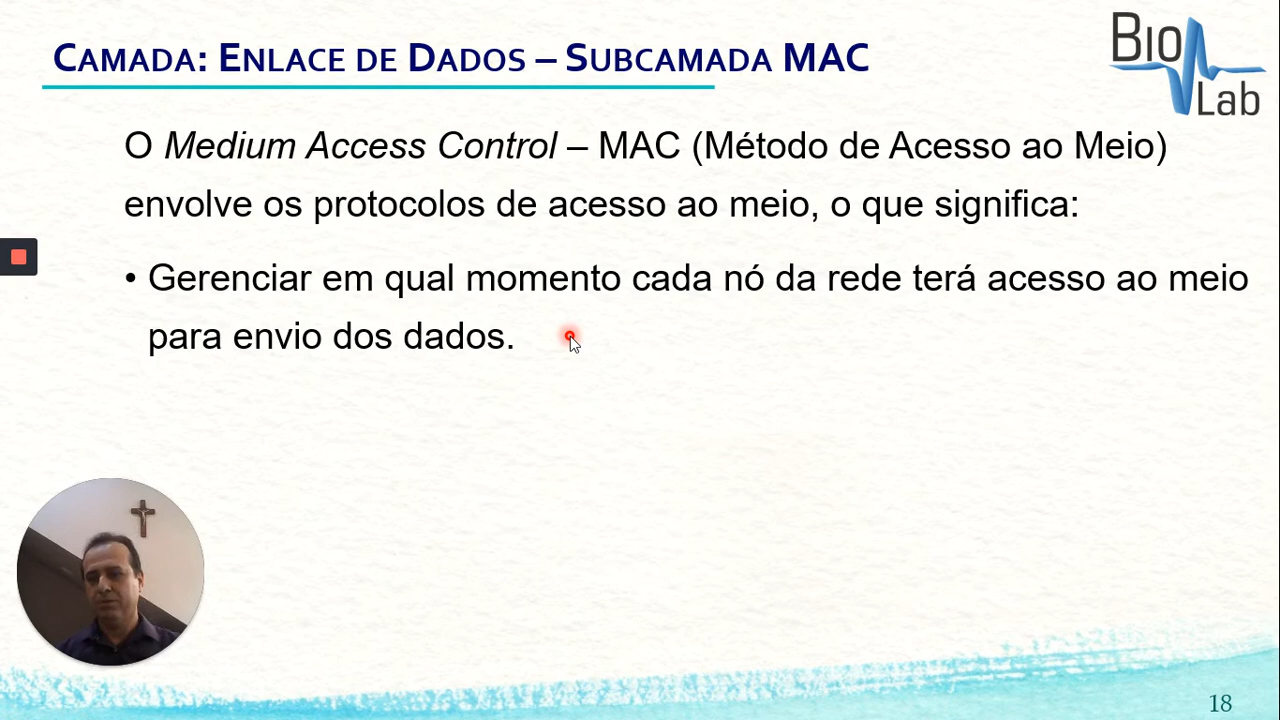 CAMADA: ENLACE DE DADOS – SUBCAMADA MAC
Bio
Lab
O Medium Access Control – MAC (Método de Acesso ao Meio)
envolve os protocolos de acesso ao meio, o que significa:
• Gerenciar em qual momento cada nó da rede terá acesso ao meio
para envio dos dados.
18